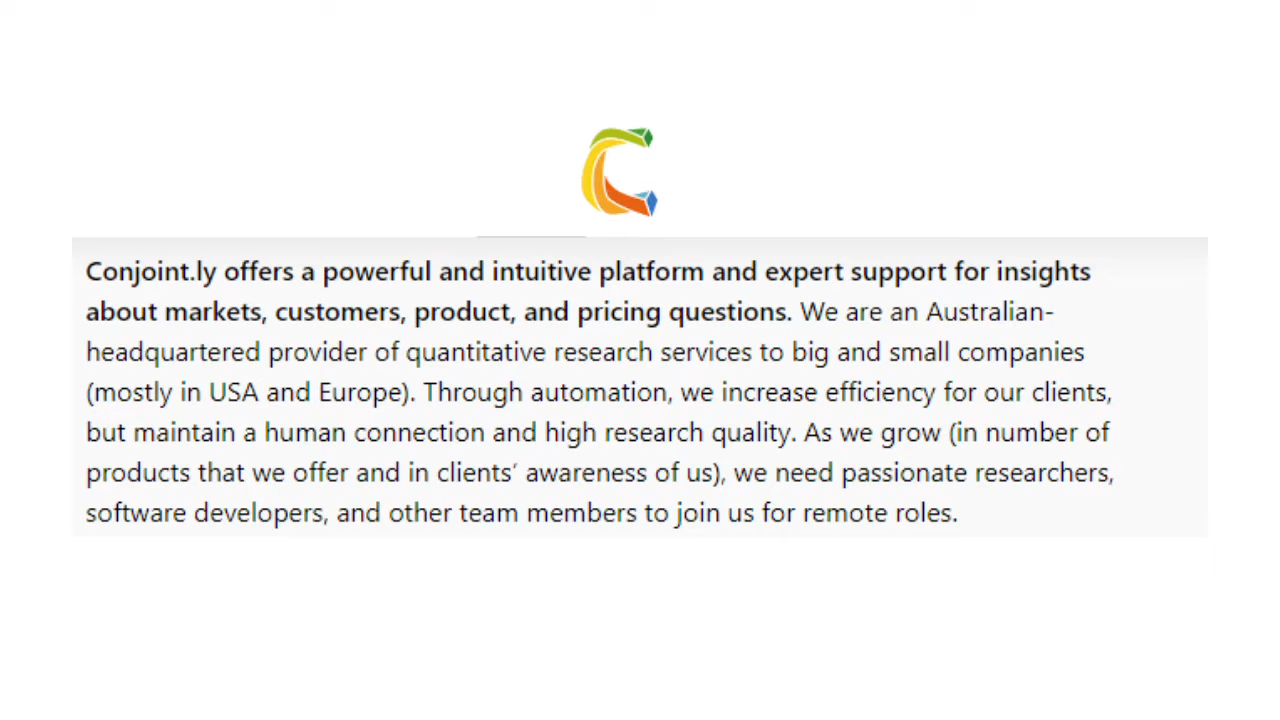 Conjoint.ly offers a powerful and intuitive platform and expert support for insights
about markets, customers, product, and pricing questions. We are an Australian-
headquartered provider of quantitative research services to big and small companies
(mostly in USA and Europe). Through automation, we increase efficiency for our clients,
but maintain a human connection and high research quality. As we grow (in number of
products that we offer and in clients’ awareness of us), we need passionate researchers,
software developers, and other team members to join us for remote roles.